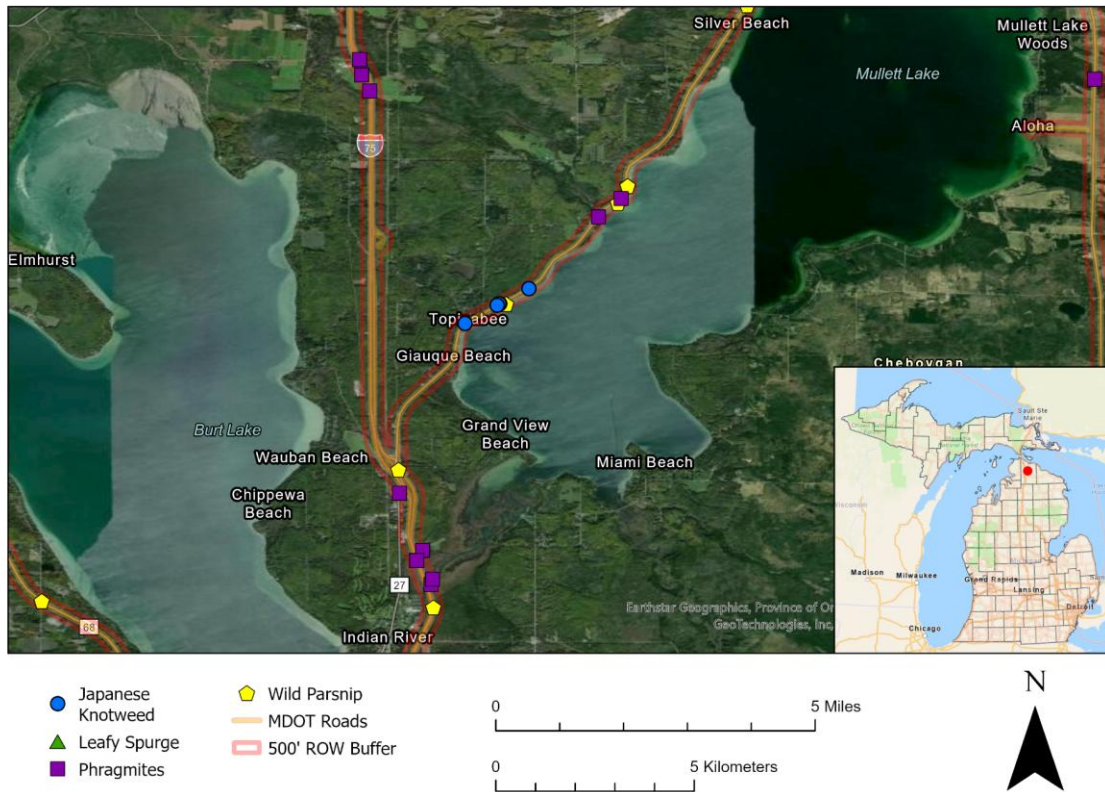 Silver Beach
Mullett Lake
Woods
Mullett Lake
Aloha
75
Elmhurst
Topinabee
Giauque Beach
Cheboygan
Burt Lake
Grand View
Beach
Wauban Beach
Miami Beach
Chippewa
Beach
27
68
Indian River
Earthstar Geographics, Province of On
GeoTechnologies, Inc,
Sault Ste
Marie
Wisconsin
Madison
Milwaukee
Grand Rapids
Lansing
Detroit
Chicago
Japanese
Knotweed
Leafy Spurge
Phragmites
Wild Parsnip
MDOT Roads
500' ROW Buffer
0
5 Miles
0
5 Kilometers
N